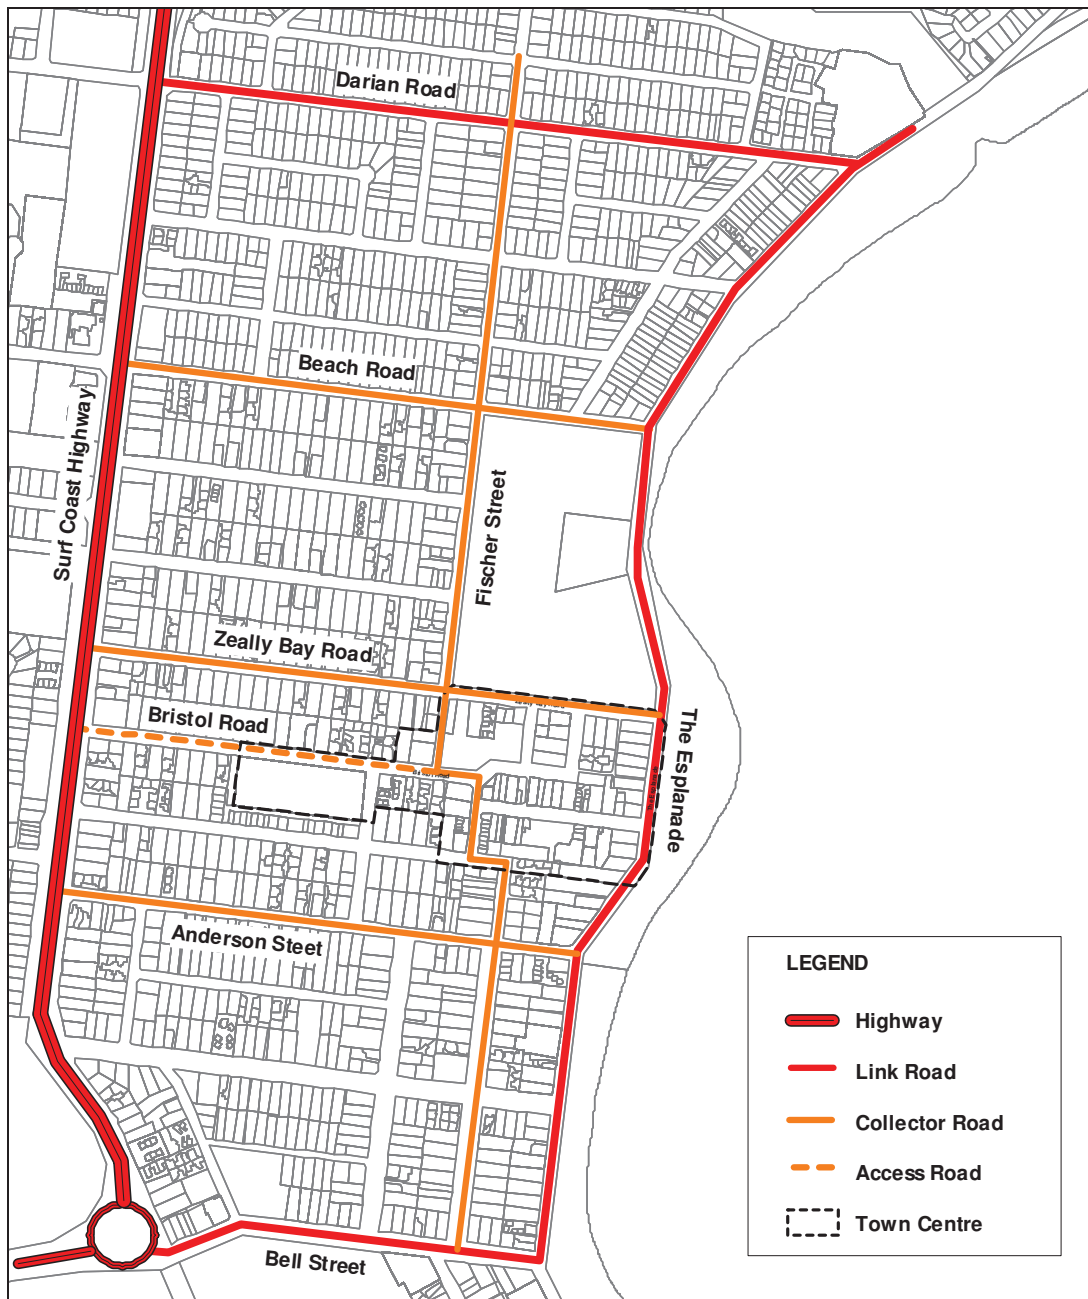 Darian Road
Beach Road
Surf Coast Highway
Fischer Street
Zeally Bay Road
Bristol Road
The Esplanade
Anderson Steet
Bell Street
LEGEND
Highway
Link Road
Collector Road
Access Road
Town Centre